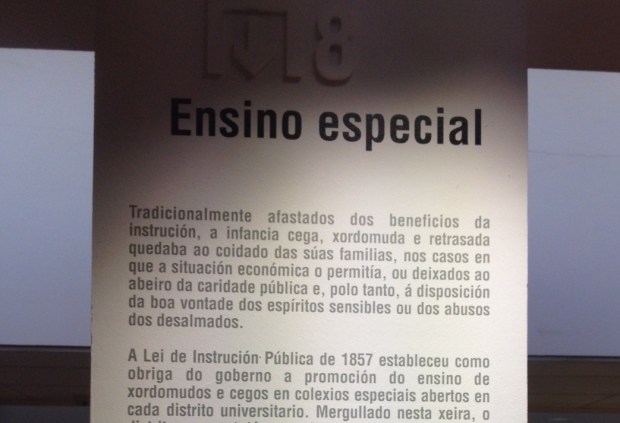 8
Ensino especial
Tradicionalmente afastados dos beneficios da
instrución, a infancia cega, xordomuda e retrasada
quedaba ao coidado das súas familias, nos casos en
que a situación económica o permitía, ou deixados ao
abeiro da caridade pública e, polo tanto, á disposición
da boa vontade dos espíritos sensibles ou dos abusos
dos desalmados.
A Lei de Instrución Pública de 1857 estableceu como
obriga do goberno a promoción do ensino de
xordomudos e cegos en colexios especiais abertos en
cada distrito universitario. Mergullado nesta xeira, o